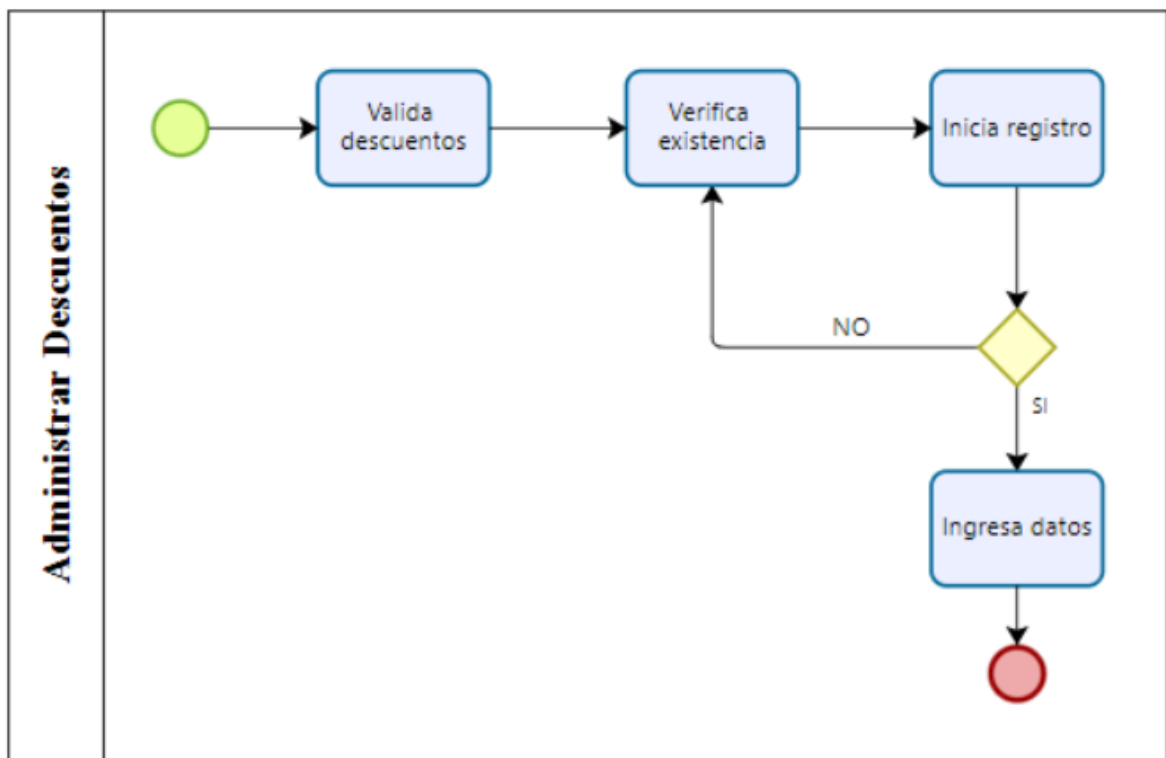 Administrar Descuentos
Valida
descuentos
Verifica
existencia
Inicia registro
NO
SI
Ingresa datos